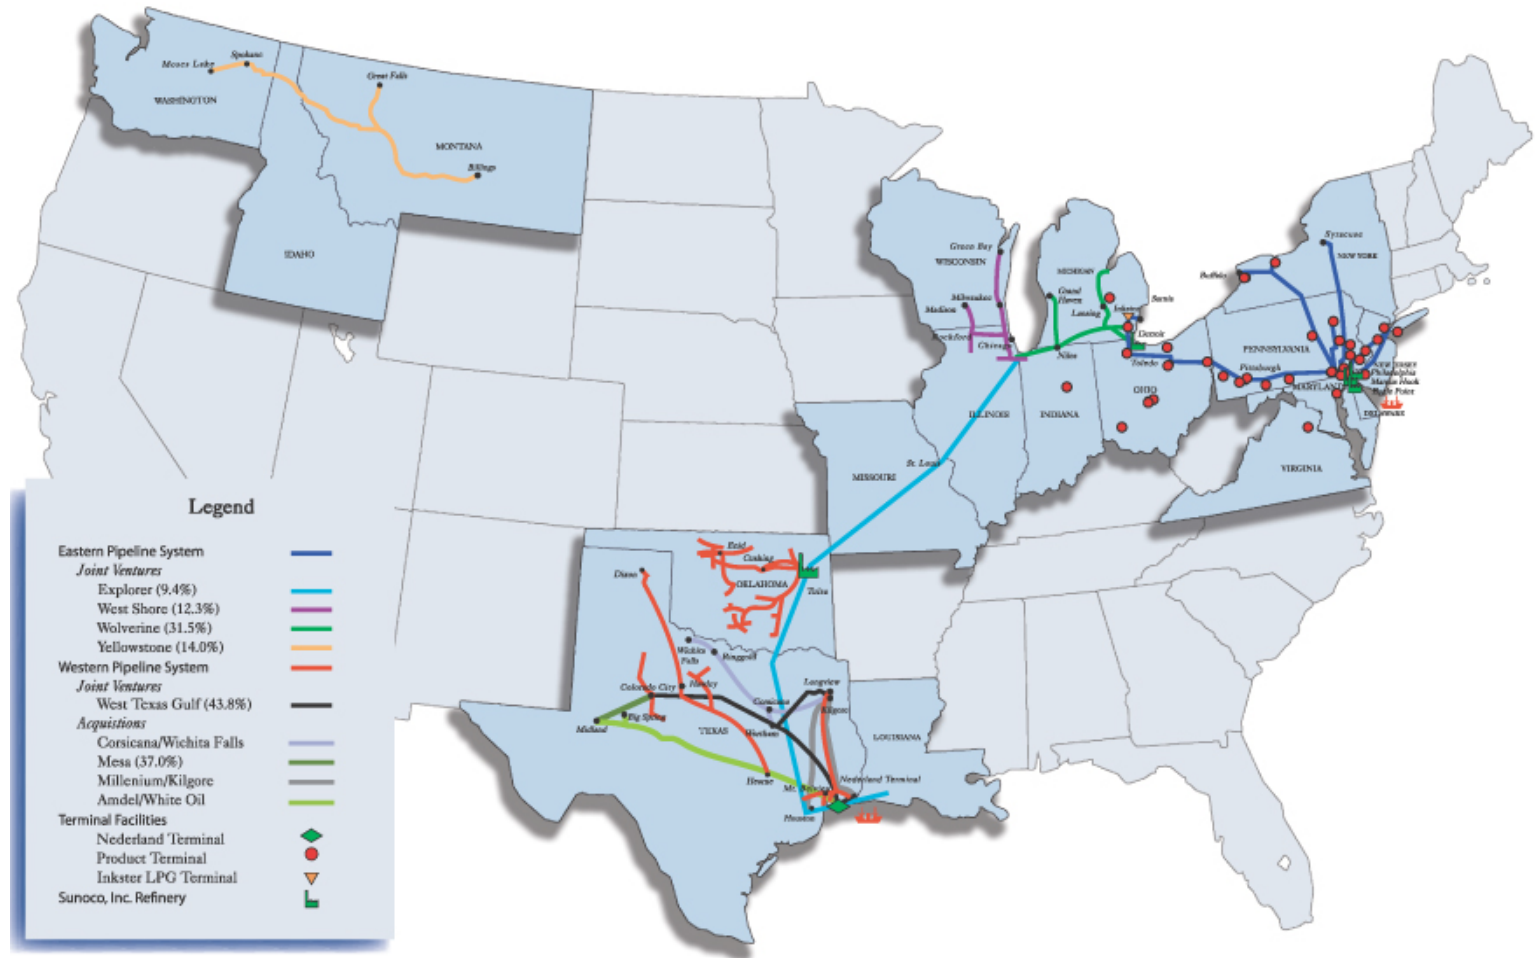 Moses Lake
Spokane
Great Falls
WASHINGTON
MONTANA
Billings
IDAHO
Green Bay
WISCONSIN
Milwaukee
Madison
Rockford
Chicago
MICHIGAN
Grand
Haven
Lansing
Inkster
Sarnia
Detroit
Niles
Toledo
Buffalo
Syracuse
NEW YORK
PENNSYLVANIA
Pittsburgh
NEW JERSEY
Philadelphia
Marcus Hook
Eagle Point
MARYLAND
DELAWARE
OHIO
INDIANA
ILLINOIS
VIRGINIA
St. Louis
MISSOURI
Enid
Cushing
OKLAHOMA
Tulsa
Wichita
Falls
Ringgold
Colorado City
Hawley
Longview
Corsicana
Kilgore
Wortham
Midland
Big Spring
TEXAS
LOUISIANA
Hearne
Nederland Terminal
Houston
Legend
Eastern Pipeline System
Joint Ventures
Explorer (9.4%)
West Shore (12.3%)
Wolverine (31.5%)
Yellowstone (14.0%)
Western Pipeline System
Joint Ventures
West Texas Gulf (43.8%)
Acquistions
Corsicana/Wichita Falls
Mesa (37.0%)
Millenium/Kilgore
Amdel/White Oil
Terminal Facilities
Nederland Terminal
Product Terminal
Inkster LPG Terminal
Sunoco, Inc. Refinery